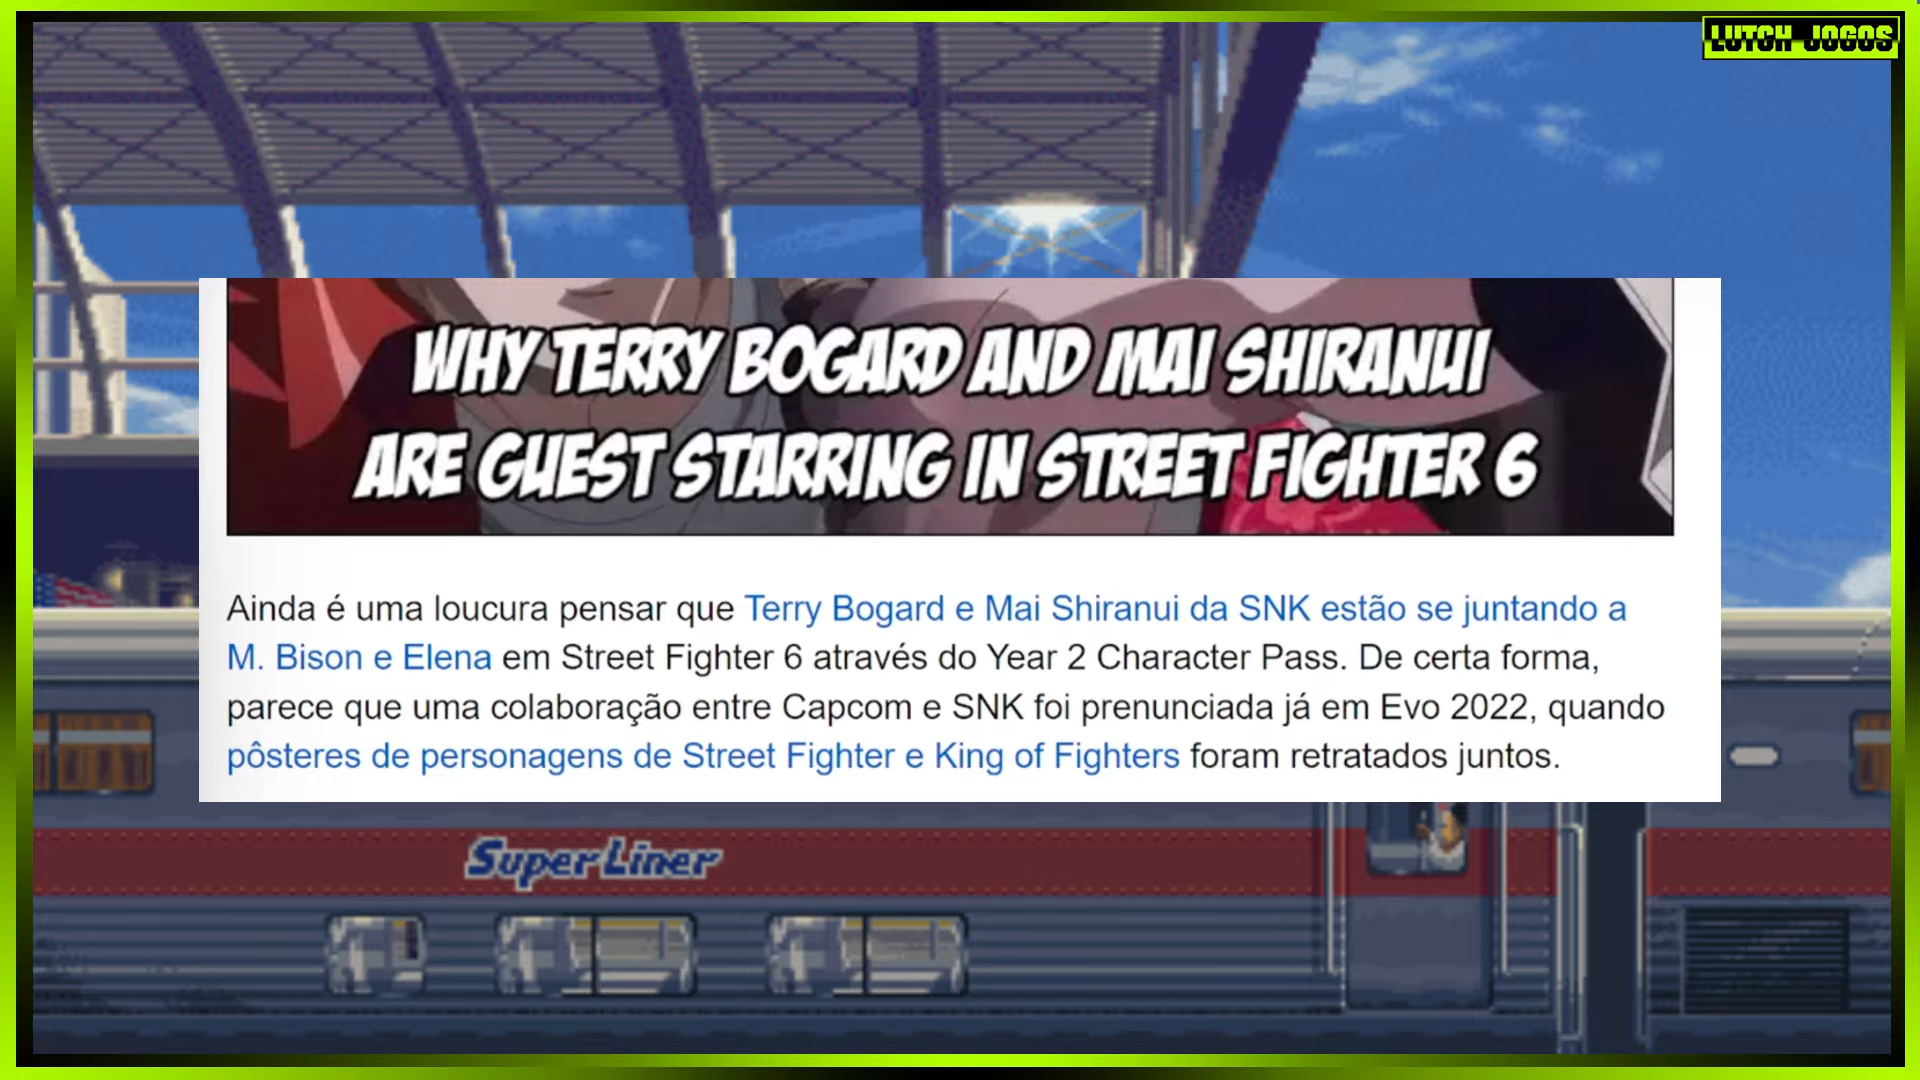 LUTCH JOGOS
WHY TERRY BOGARD AND MAI SHIRANUI
ARE GUEST STARRING IN STREET FIGHTER 6
Ainda é uma loucura pensar que Terry Bogard e Mai Shiranui da SNK estão se juntando a
M. Bison e Elena em Street Fighter 6 através do Year 2 Character Pass. De certa forma,
parece que uma colaboração entre Capcom e SNK foi prenunciada já em Evo 2022, quando
pôsteres de personagens de Street Fighter e King of Fighters foram retratados juntos.
Super Liner